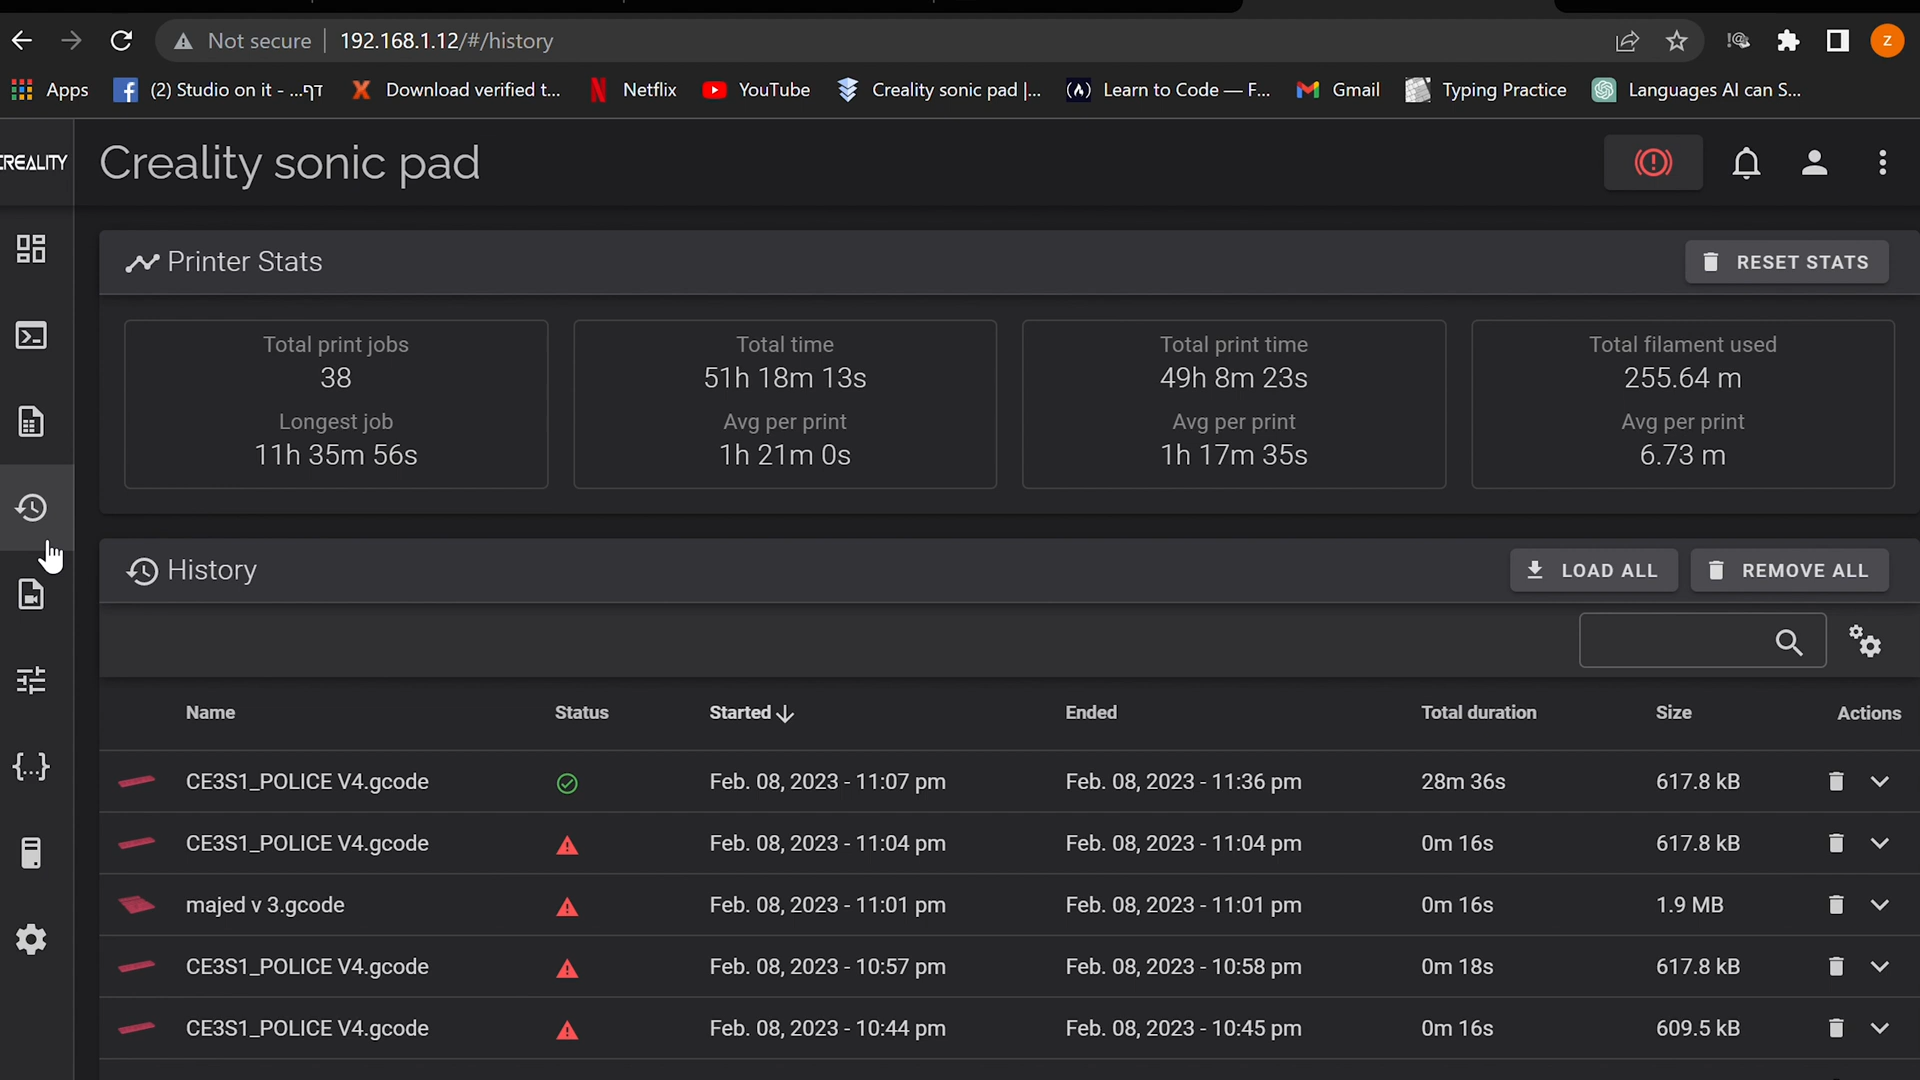 Not secure | 192.168.1.12/#/history
Z
Apps (2) Studio on it - ...דף Download verified t... Netflix YouTube Creality sonic pad |... Learn to Code — F... Gmail Typing Practice Languages AI can S...
CREALITY Creality sonic pad
Printer Stats RESET STATS
Total print jobs Total time Total print time Total filament used
38 51h 18m 13s 49h 8m 23s 255.64 m
Longest job Avg per print Avg per print Avg per print
11h 35m 56s 1h 21m 0s 1h 17m 35s 6.73 m
History LOAD ALL REMOVE ALL
Name Status Started Ended Total duration Size Actions
CE3S1_POLICE V4.gcode Feb. 08, 2023 - 11:07 pm Feb. 08, 2023 - 11:36 pm 28m 36s 617.8 kB
CE3S1_POLICE V4.gcode Feb. 08, 2023 - 11:04 pm Feb. 08, 2023 - 11:04 pm 0m 16s 617.8 kB
majed v 3.gcode Feb. 08, 2023 - 11:01 pm Feb. 08, 2023 - 11:01 pm 0m 16s 1.9 MB
CE3S1_POLICE V4.gcode Feb. 08, 2023 - 10:57 pm Feb. 08, 2023 - 10:58 pm 0m 18s 617.8 kB
CE3S1_POLICE V4.gcode Feb. 08, 2023 - 10:44 pm Feb. 08, 2023 - 10:45 pm 0m 16s 609.5 kB